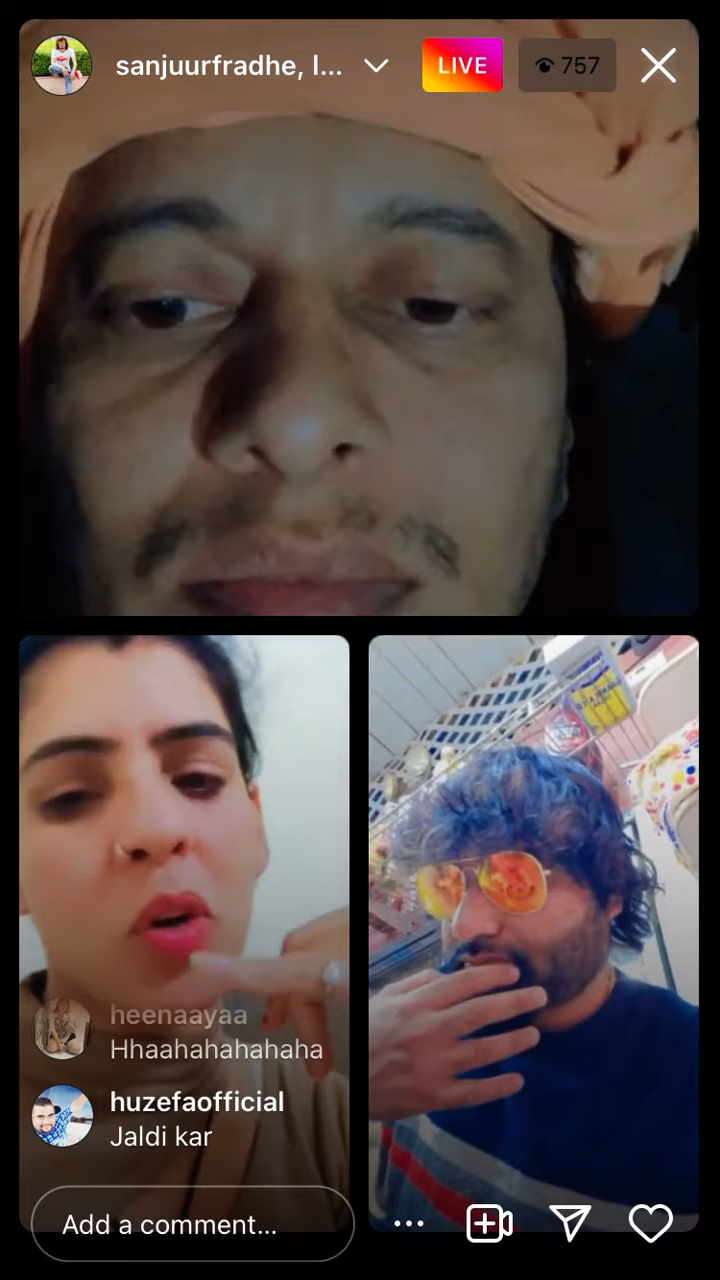 sanjuurfradhe, l...
LIVE
757
heenaayaa
Hhaahahahahaha
huzefaofficial
Jaldi kar
Add a comment...